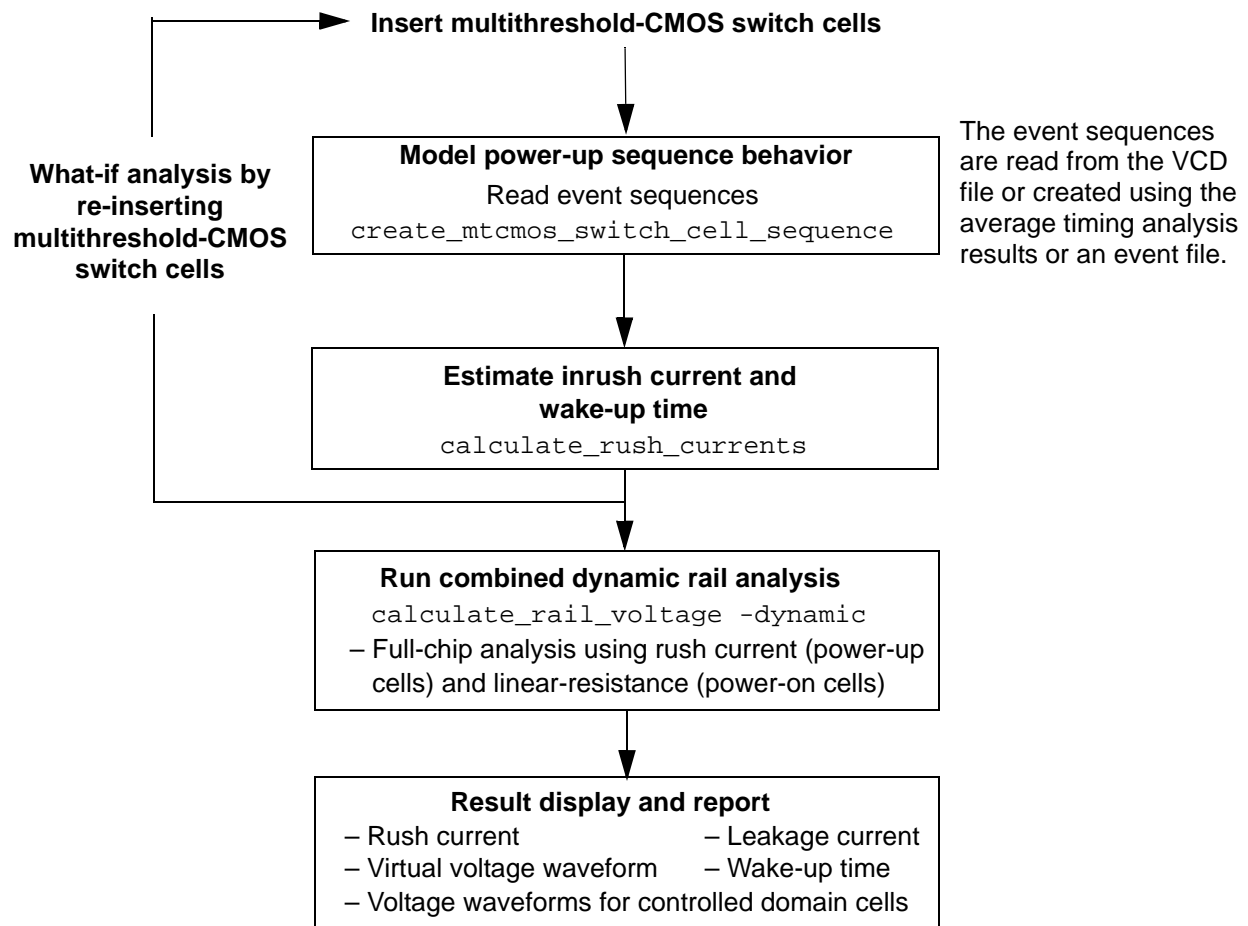 Insert multithreshold-CMOS switch cells
Model power-up sequence behavior
Read event sequences
create_mtcmos_switch_cell_sequence
The event sequences
are read from the VCD
file or created using the
average timing analysis
results or an event file.
What-if analysis by
re-inserting
multithreshold-CMOS
switch cells
Estimate inrush current and
wake-up time
calculate_rush_currents
Run combined dynamic rail analysis
calculate_rail_voltage -dynamic
– Full-chip analysis using rush current (power-up
cells) and linear-resistance (power-on cells)
Result display and report
– Rush current
– Leakage current
– Virtual voltage waveform
– Wake-up time
– Voltage waveforms for controlled domain cells